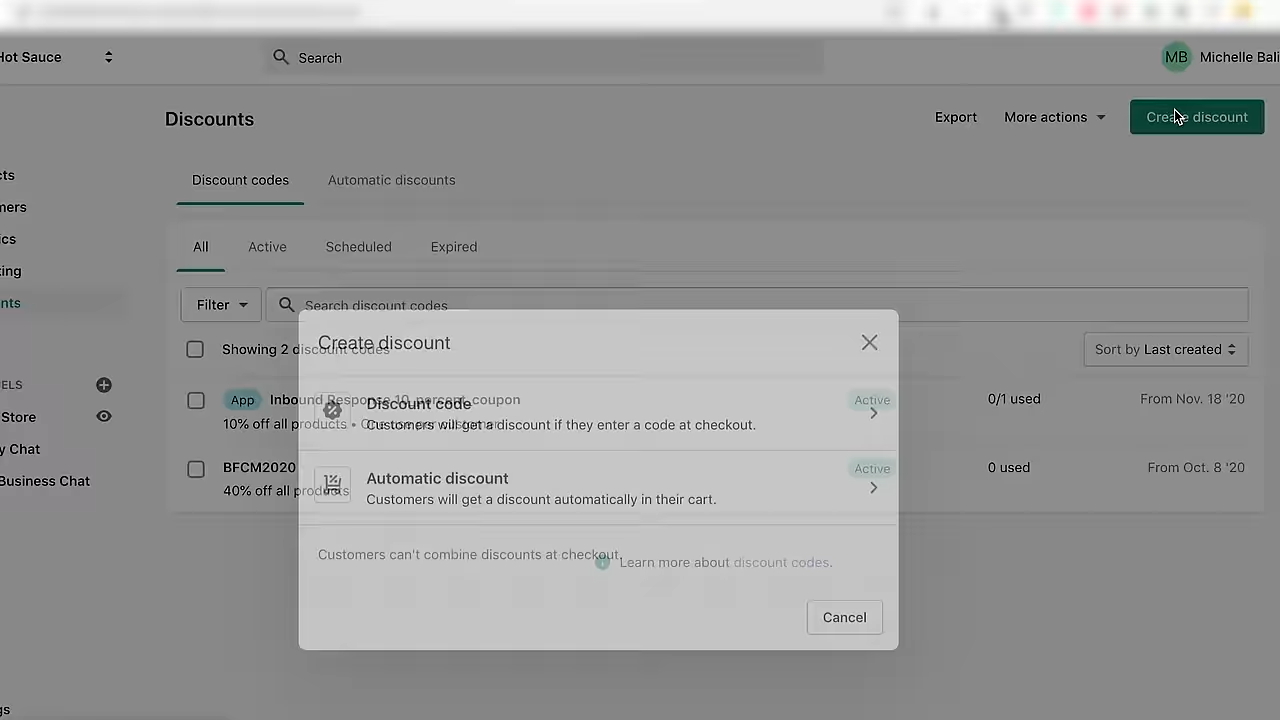 Hot Sauce
Search
MB Michelle Bali
Discounts
Export
More actions
Create discount
Discount codes
Automatic discounts
cts
mers
ics
ting
nts
ELS
Store
y Chat
Business Chat
gs
All
Active
Scheduled
Expired
Filter
Search discount codes
Showing 2 discount codes
Sort by Last created
App Inbound Response 10 percent coupon
Active
0/1 used
From Nov. 18 '20
10% off all products •
BFCM2020
Active
0 used
From Oct. 8 '20
40% off all products
Learn more about discount codes.
Create discount
Discount code
Customers will get a discount if they enter a code at checkout.
Automatic discount
Customers will get a discount automatically in their cart.
Customers can't combine discounts at checkout.
Cancel